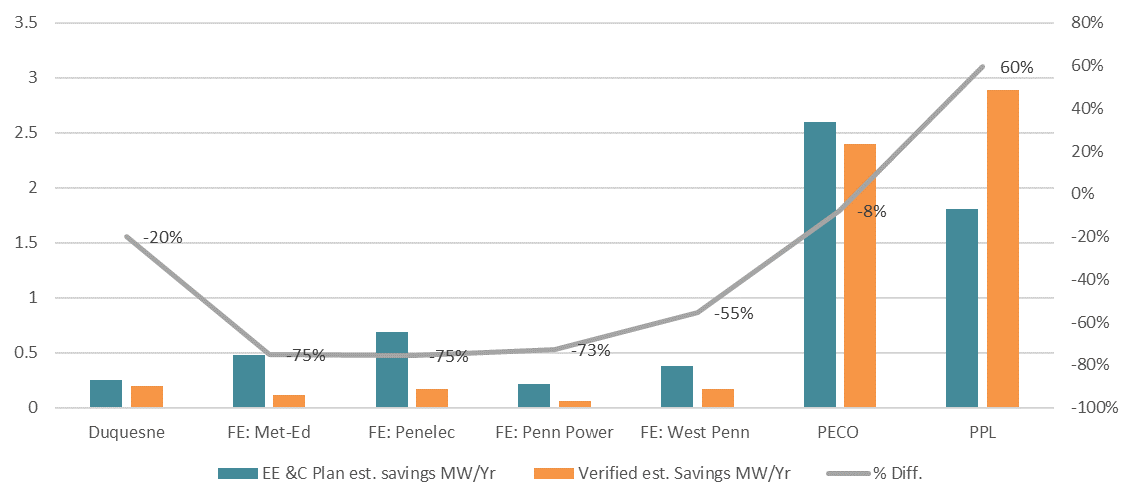 3.5
3
2.5
2
1.5
1
0.5
0
80%
60%
40%
20%
0%
-20%
-40%
-60%
-80%
-100%
-20%
-75%
-75%
-73%
-55%
-8%
60%
Duquesne
FE: Met-Ed
FE: Penelec
FE: Penn Power
FE: West Penn
PECO
PPL
EE &C Plan est. savings MW/Yr
Verified est. Savings MW/Yr
% Diff.